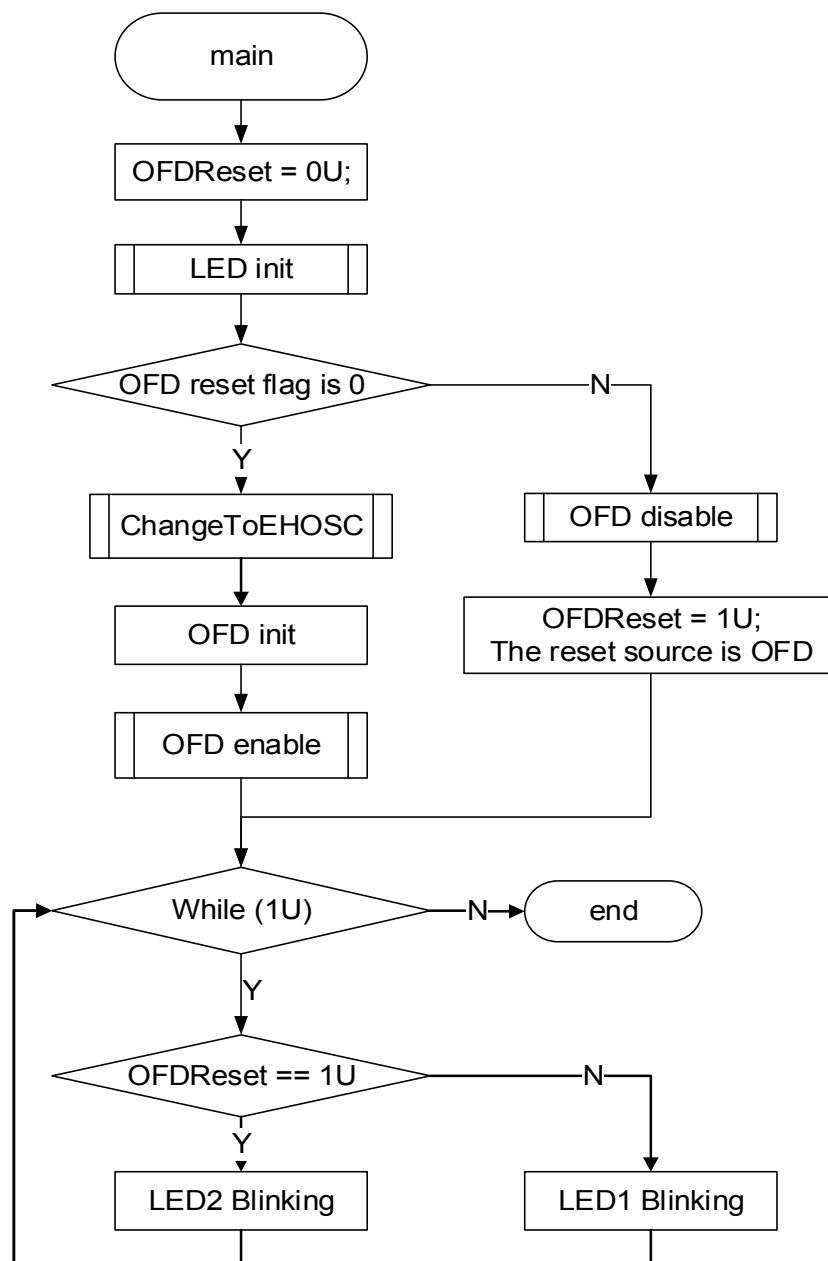 main
OFDReset = 0U;
LED init
OFD reset flag is 0
N
Y
ChangeToEHOSC
OFD disable
OFD init
OFDReset = 1U;
The reset source is OFD
OFD enable
While (1U)
N
end
Y
OFDReset == 1U
N
Y
LED2 Blinking
LED1 Blinking